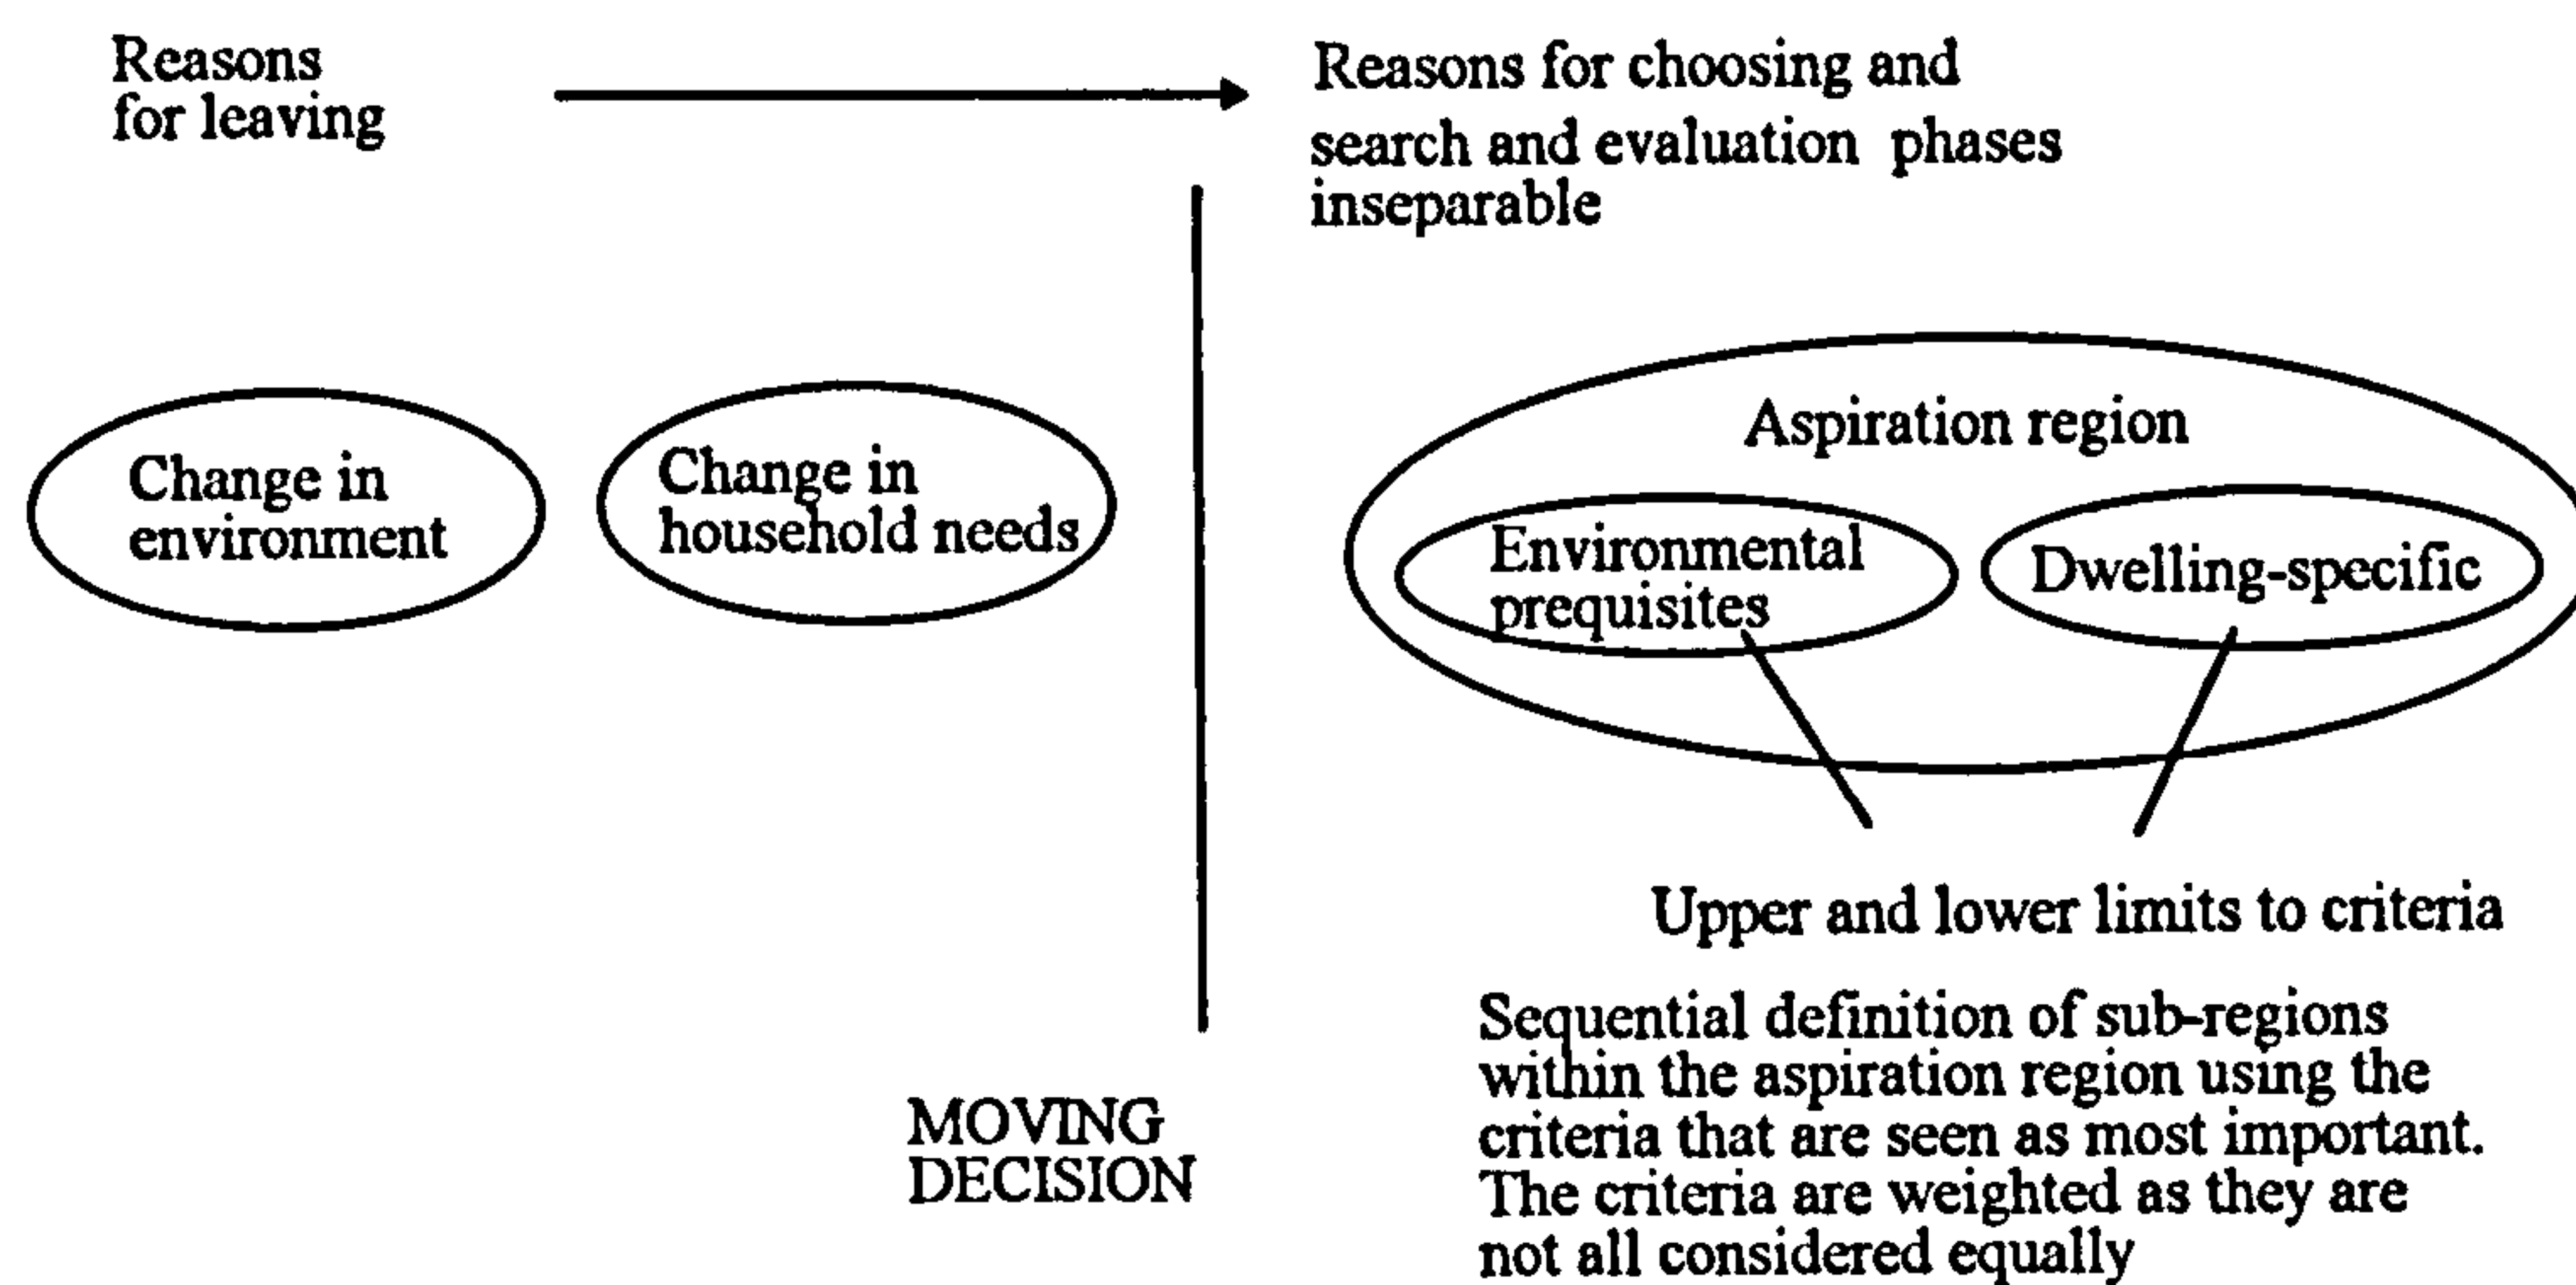 Reasons
for leaving
Reasons for choosing and
search and evaluation phases
inseparable
Change in
environment
Change in
household needs
Aspiration region
Environmental
prequisites
Dwelling-specific
Upper and lower limits to criteria
MOVING
DECISION
Sequential definition of sub-regions
within the aspiration region using the
criteria that are seen as most important.
The criteria are weighted as they are
not all considered equally